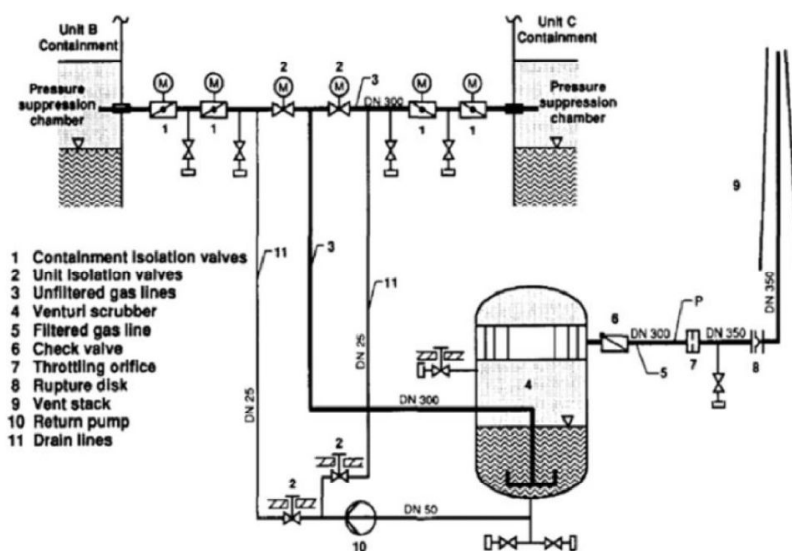 Unit B
Containment
Unit C
Containment
2
2
M
M
M
M
M
M
3
DN 300
Pressure
suppression
chamber
Pressure
suppression
chamber
1
1
1
1
9
11
3
11
1 Containment isolation valves
2 Unit isolation valves
3 Unfiltered gas lines
4 Venturi scrubber
5 Filtered gas line
6 Check valve
7 Throttling orifice
8 Rupture disk
9 Vent stack
10 Return pump
11 Drain lines
DN 25
DN 25
DN 350
6
P
DN 300
DN 350
5
7
8
4
DN 300
2
2
DN 50
10